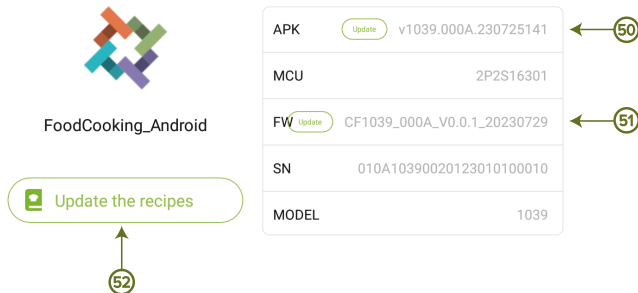 FoodCooking_Android
Update the recipes
52
APK Update v1039.000A.230725141 50
MCU 2P2S16301
FW Update CF1039_000A_V0.0.1_20230729 51
SN 010A10390020123010100010
MODEL 1039